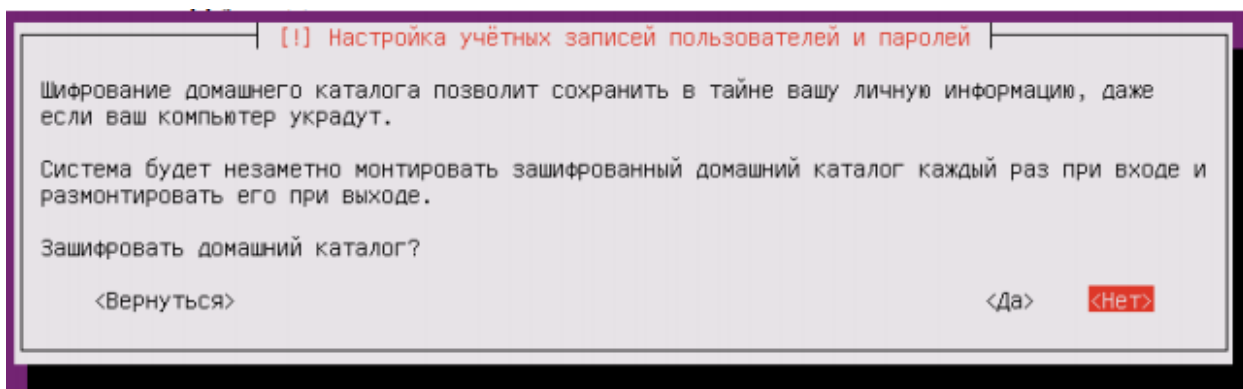 [!] Настройка учётных записей пользователей и паролей
Шифрование домашнего каталога позволит сохранить в тайне вашу личную информацию, даже
если ваш компьютер украдут.
Система будет незаметно монтировать зашифрованный домашний каталог каждый раз при входе и
размонтировать его при выходе.
Зашифровать домашний каталог?
<Вернуться> <Да> <Нет>